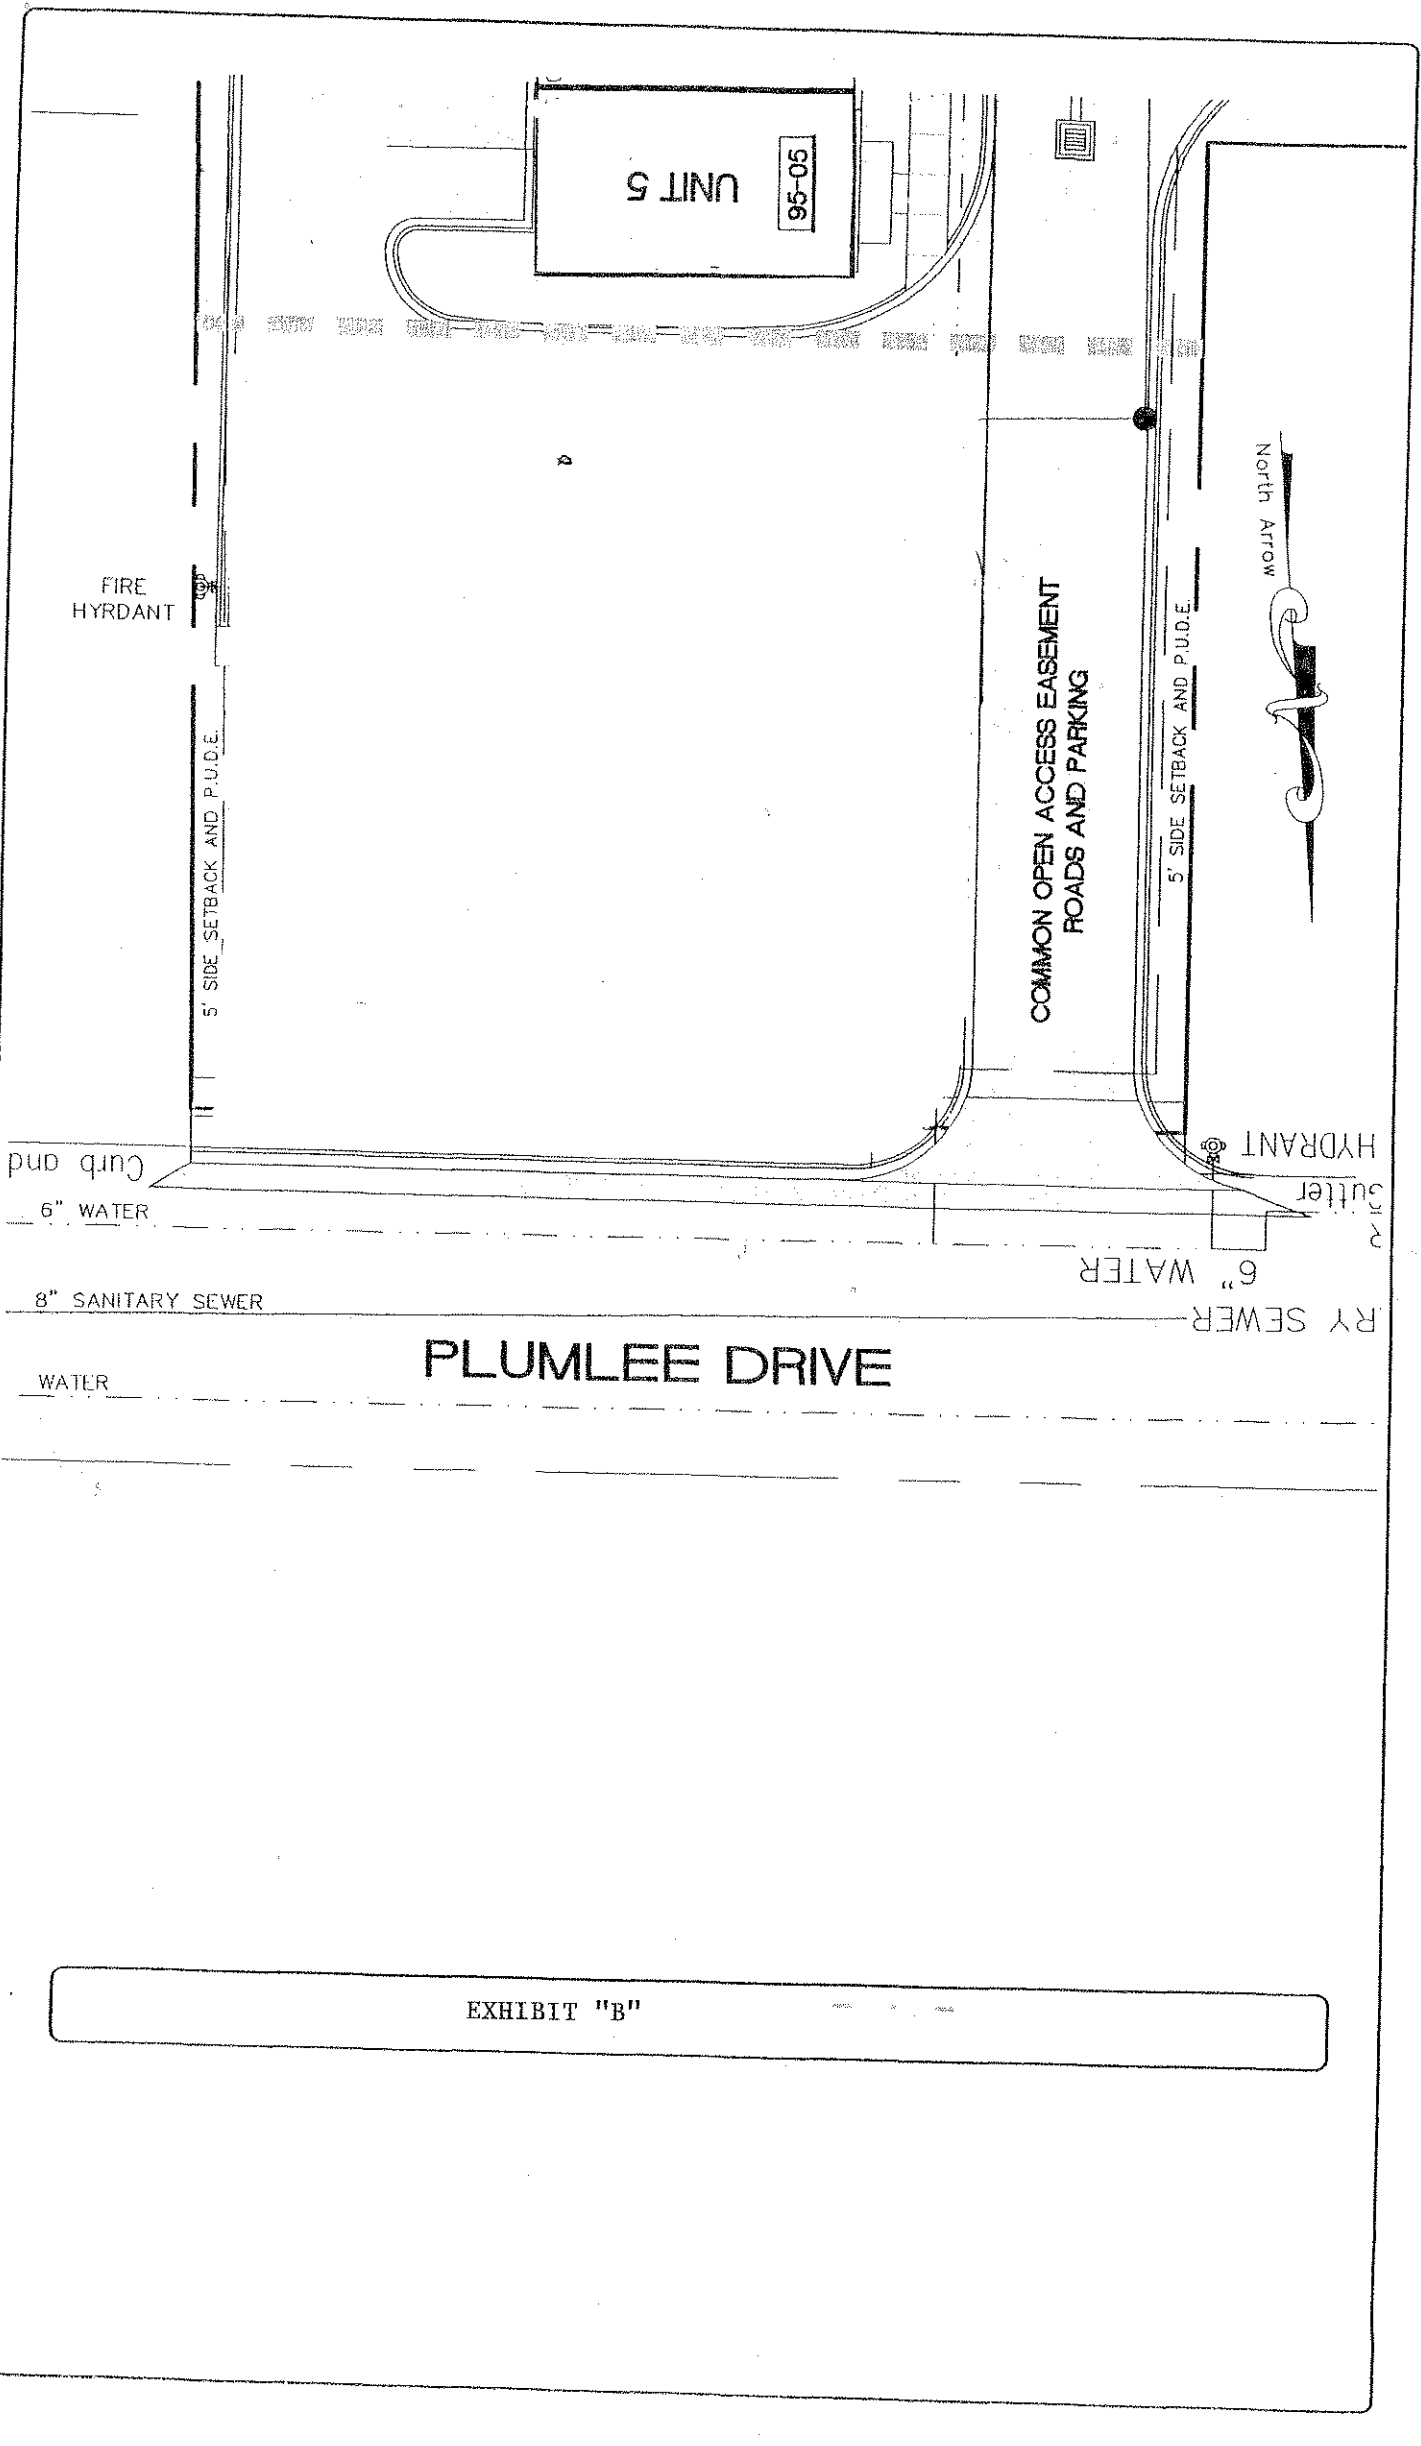 UNIT 5
95-05
North Arrow
FIRE
HYRDANT
COMMON OPEN ACCESS EASEMENT
ROADS AND PARKING
5' SIDE SETBACK AND P.U.D.E.
5' SIDE SETBACK AND P.U.D.E.
HYDRANT
Curb and
6" WATER
6" WATER
8" SANITARY SEWER
RY SEWER
PLUMLEE DRIVE
WATER
EXHIBIT "B"